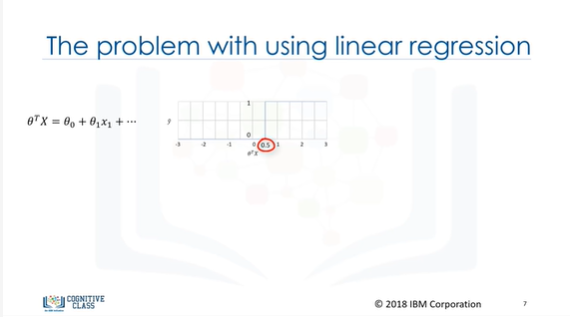 The problem with using linear regression
θᵀX = θ₀ + θ₁x₁ + ⋯
y
1
0
-3 -2 -1 0 0.5 1 2 3
θᵀX
COGNITIVE
CLASS
© 2018 IBM Corporation
7